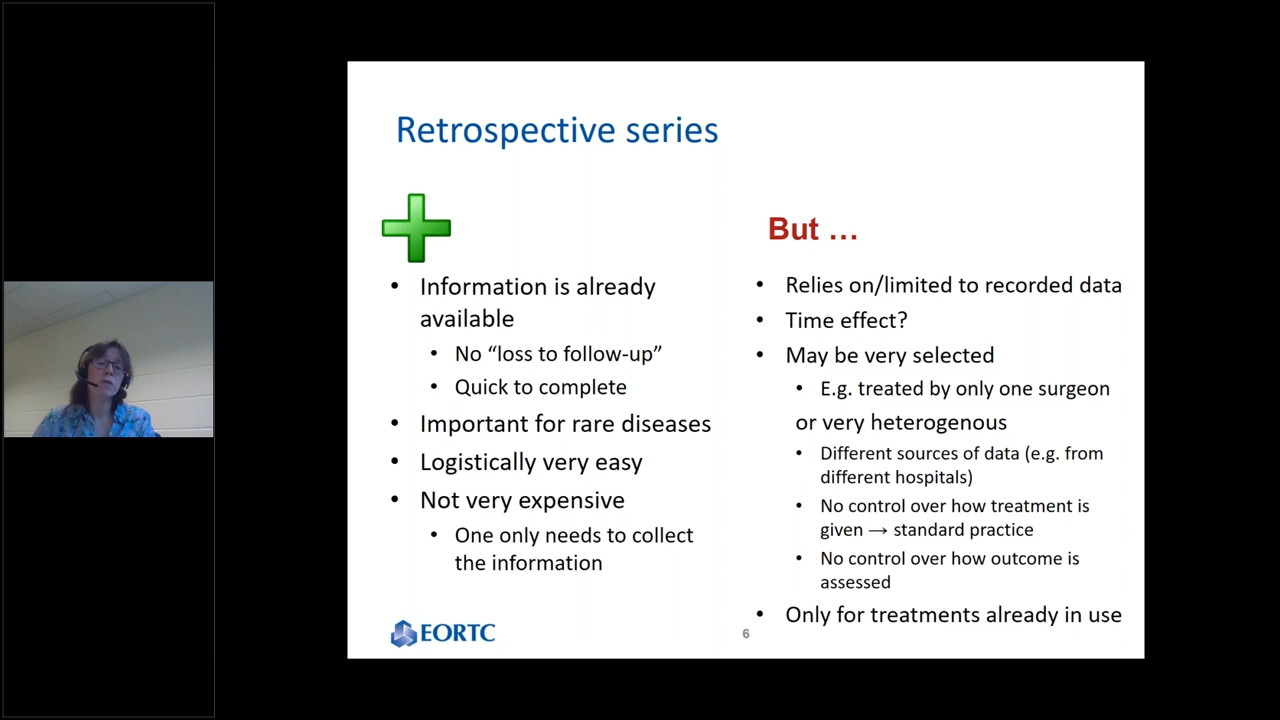 Retrospective series
But …
• Information is already
available
• No “loss to follow-up”
• Quick to complete
• Important for rare diseases
• Logistically very easy
• Not very expensive
• One only needs to collect
the information
• Relies on/limited to recorded data
• Time effect?
• May be very selected
• E.g. treated by only one surgeon
or very heterogenous
• Different sources of data (e.g. from
different hospitals)
• No control over how treatment is
given → standard practice
• No control over how outcome is
assessed
• Only for treatments already in use
EORTC
6